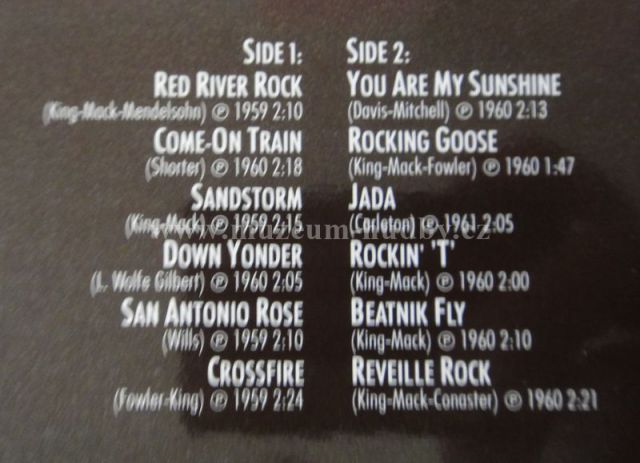 SIDE 1:
RED RIVER ROCK
(King-Mack-Mendelsohn) ℗ 1959 2:10
COME-ON TRAIN
(Shorter) ℗ 1960 2:18
SANDSTORM
(King-Mack) ℗ 1959 2:15
DOWN YONDER
(L. Wolfe Gilbert) ℗ 1960 2:05
SAN ANTONIO ROSE
(Wills) ℗ 1959 2:10
CROSSFIRE
(Fowler-King) ℗ 1959 2:24
SIDE 2:
YOU ARE MY SUNSHINE
(Davis-Mitchell) ℗ 1960 2:13
ROCKING GOOSE
(King-Mack-Fowler) ℗ 1960 1:47
JADA
(Carleton) ℗ 1961 2:05
ROCKIN' 'T'
(King-Mack) ℗ 1960 2:00
BEATNIK FLY
(King-Mack) ℗ 1960 2:10
REVEILLE ROCK
(King-Mack-Conaster) ℗ 1960 2:21
www.muzeum-hudby.cz